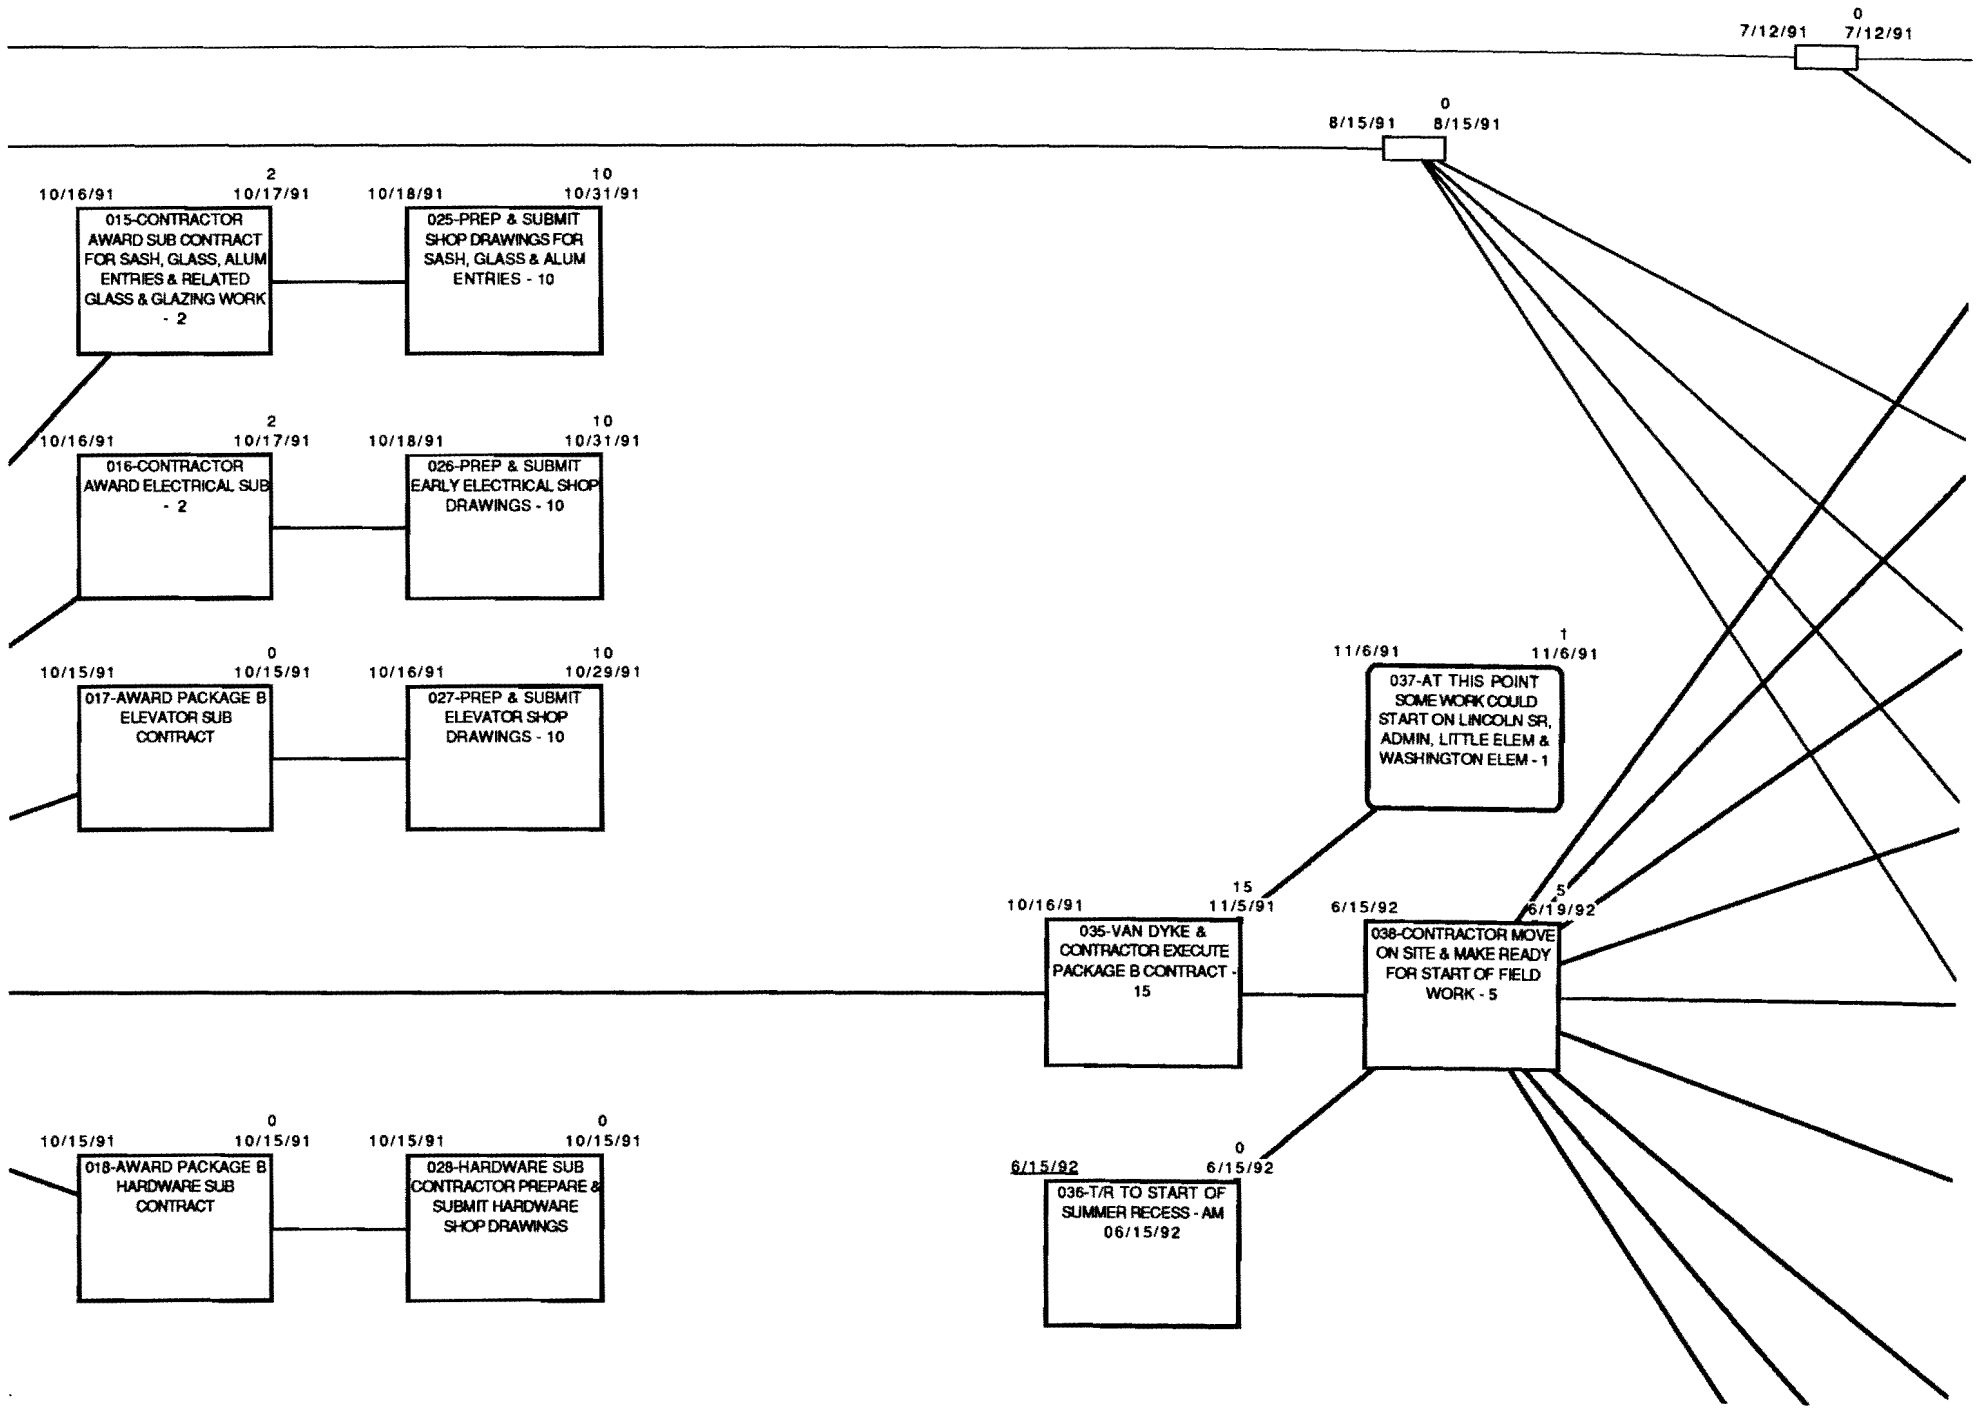 0
7/12/91 7/12/91
0
8/15/91 8/15/91
2
10/16/91 10/17/91
015-CONTRACTOR
AWARD SUB CONTRACT
FOR SASH, GLASS, ALUM
ENTRIES & RELATED
GLASS & GLAZING WORK
- 2
10
10/18/91 10/31/91
025-PREP & SUBMIT
SHOP DRAWINGS FOR
SASH, GLASS & ALUM
ENTRIES - 10
2
10/16/91 10/17/91
016-CONTRACTOR
AWARD ELECTRICAL SUB
- 2
10
10/18/91 10/31/91
026-PREP & SUBMIT
EARLY ELECTRICAL SHOP
DRAWINGS - 10
0
10/15/91 10/15/91
017-AWARD PACKAGE B
ELEVATOR SUB
CONTRACT
10
10/16/91 10/29/91
027-PREP & SUBMIT
ELEVATOR SHOP
DRAWINGS - 10
1
11/6/91 11/6/91
037-AT THIS POINT
SOME WORK COULD
START ON LINCOLN SR,
ADMIN, LITTLE ELEM &
WASHINGTON ELEM - 1
15
10/16/91 11/5/91
035-VAN DYKE &
CONTRACTOR EXECUTE
PACKAGE B CONTRACT -
15
5
6/15/92 6/19/92
038-CONTRACTOR MOVE
ON SITE & MAKE READY
FOR START OF FIELD
WORK - 5
0
10/15/91 10/15/91
018-AWARD PACKAGE B
HARDWARE SUB
CONTRACT
0
10/15/91 10/15/91
028-HARDWARE SUB
CONTRACTOR PREPARE &
SUBMIT HARDWARE
SHOP DRAWINGS
0
6/15/92 6/15/92
036-T/R TO START OF
SUMMER RECESS - AM
06/15/92